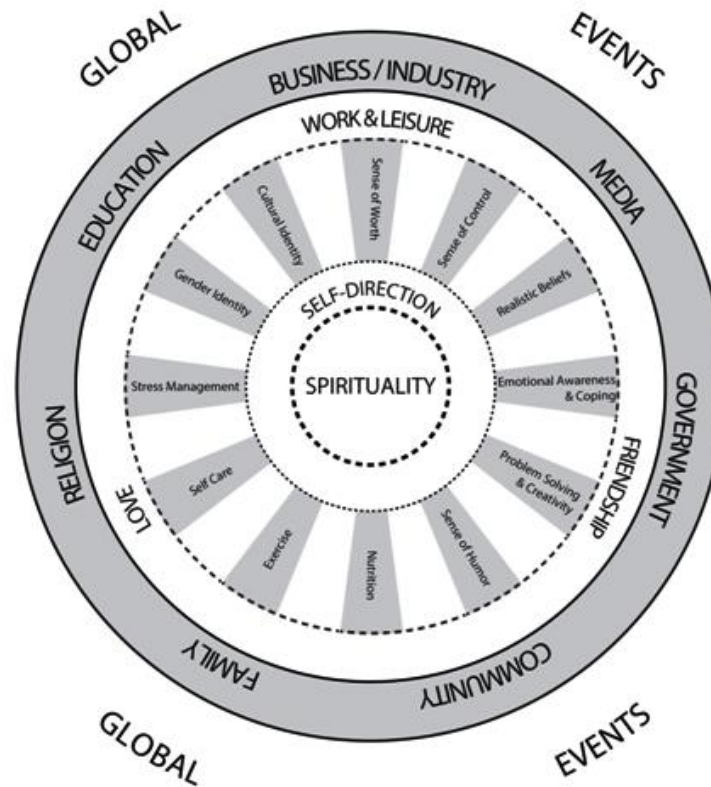 GLOBAL
EVENTS
BUSINESS / INDUSTRY
EDUCATION
MEDIA
RELIGION
GOVERNMENT
FAMILY
COMMUNITY
WORK & LEISURE
LOVE
FRIENDSHIP
Sense of Worth
Sense of Control
Realistic Beliefs
Emotional Awareness
& Coping
Problem Solving
& Creativity
Sense of Humor
Nutrition
Exercise
Self Care
Stress Management
Gender Identity
Cultural Identity
SELF-DIRECTION
SPIRITUALITY
GLOBAL
EVENTS